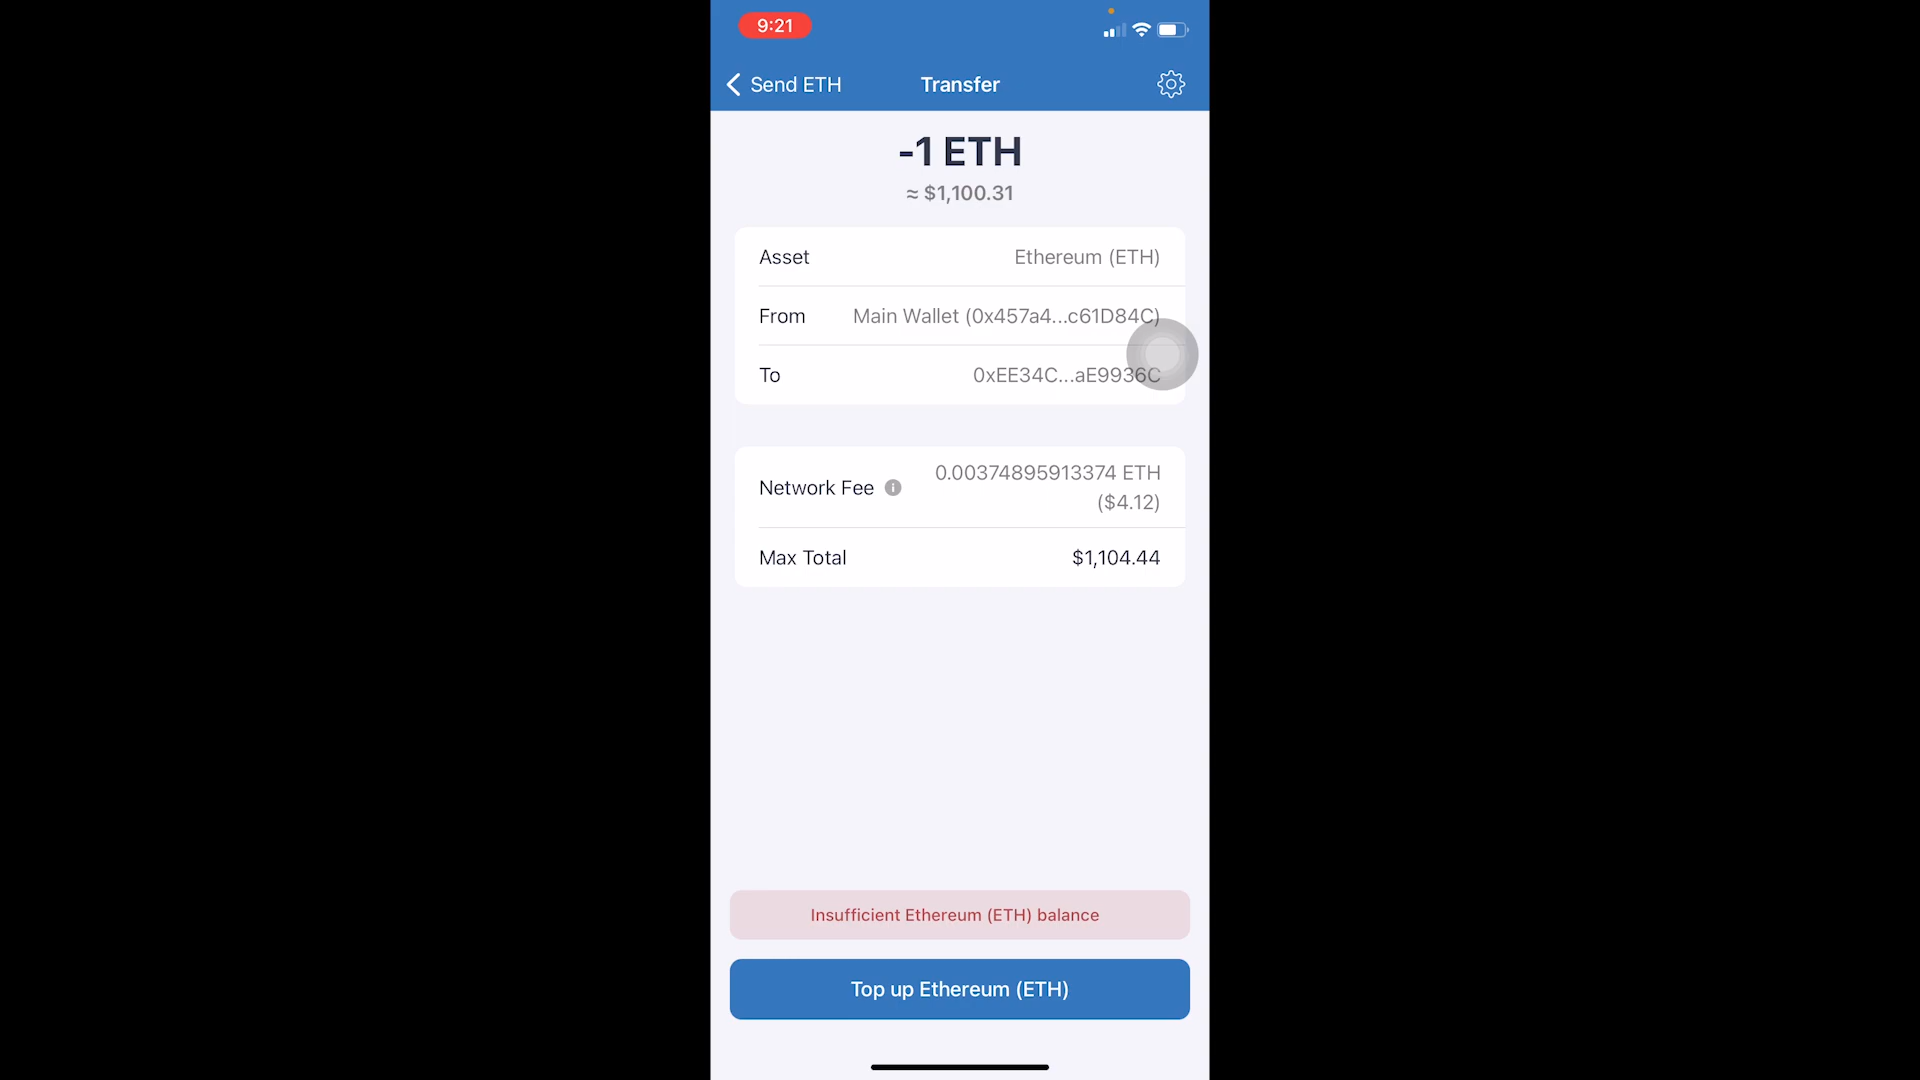 9:21
Send ETH
Transfer
-1 ETH
≈ $1,100.31
Asset
Ethereum (ETH)
From
Main Wallet (0x457a4...c61D84C)
To
0xEE34C...aE9936C
Network Fee
0.00374895913374 ETH
($4.12)
Max Total
$1,104.44
Insufficient Ethereum (ETH) balance
Top up Ethereum (ETH)